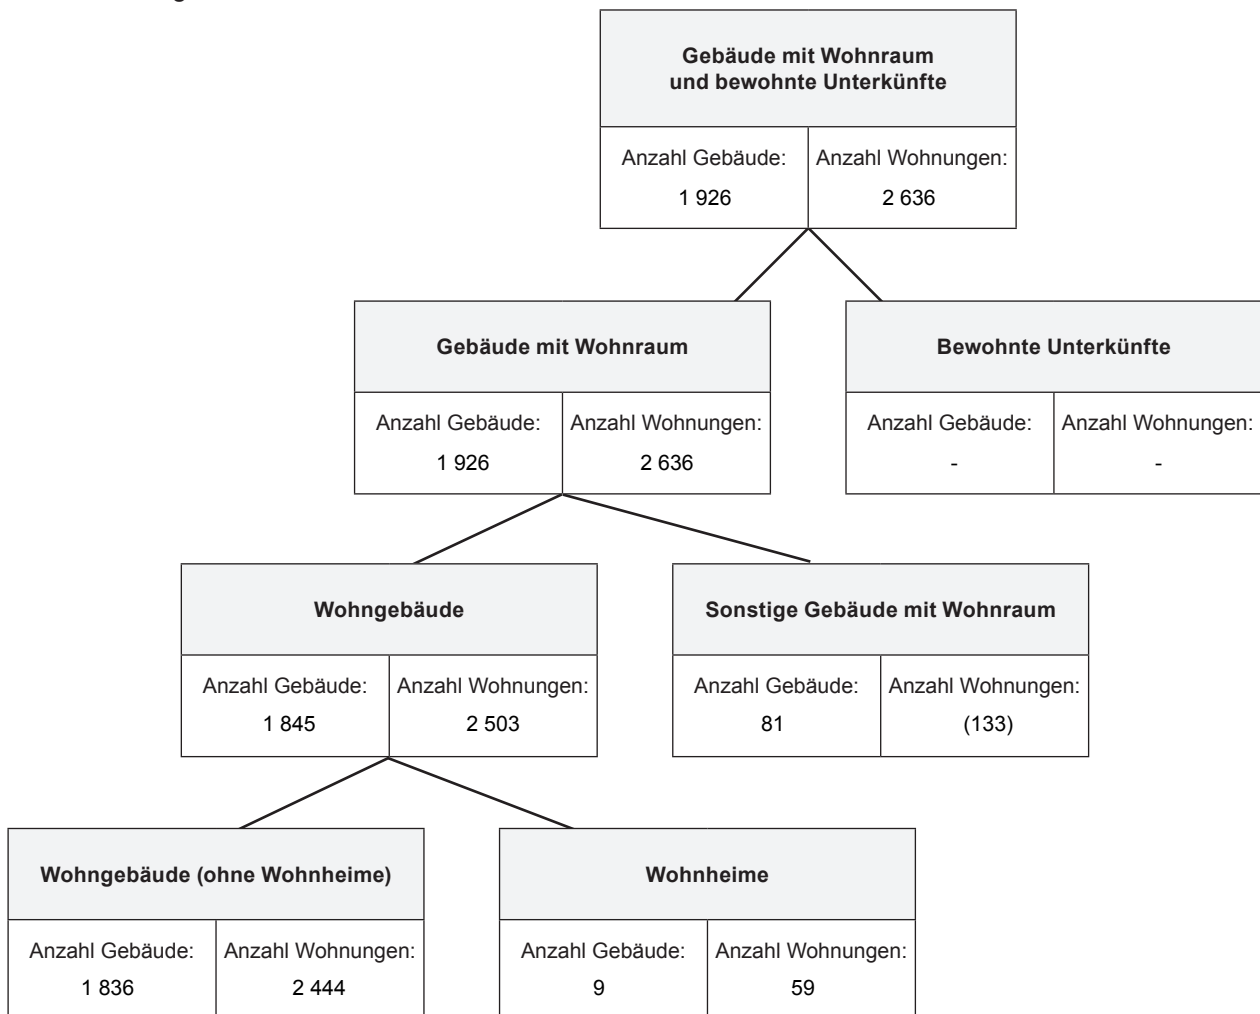 Gebäude mit Wohnraum
und bewohnte Unterkünfte
Anzahl Gebäude: Anzahl Wohnungen:
1 926 2 636
Gebäude mit Wohnraum
Anzahl Gebäude: Anzahl Wohnungen:
1 926 2 636
Bewohnte Unterkünfte
Anzahl Gebäude: Anzahl Wohnungen:
- -
Wohngebäude
Anzahl Gebäude: Anzahl Wohnungen:
1 845 2 503
Sonstige Gebäude mit Wohnraum
Anzahl Gebäude: Anzahl Wohnungen:
81 (133)
Wohngebäude (ohne Wohnheime)
Anzahl Gebäude: Anzahl Wohnungen:
1 836 2 444
Wohnheime
Anzahl Gebäude: Anzahl Wohnungen:
9 59